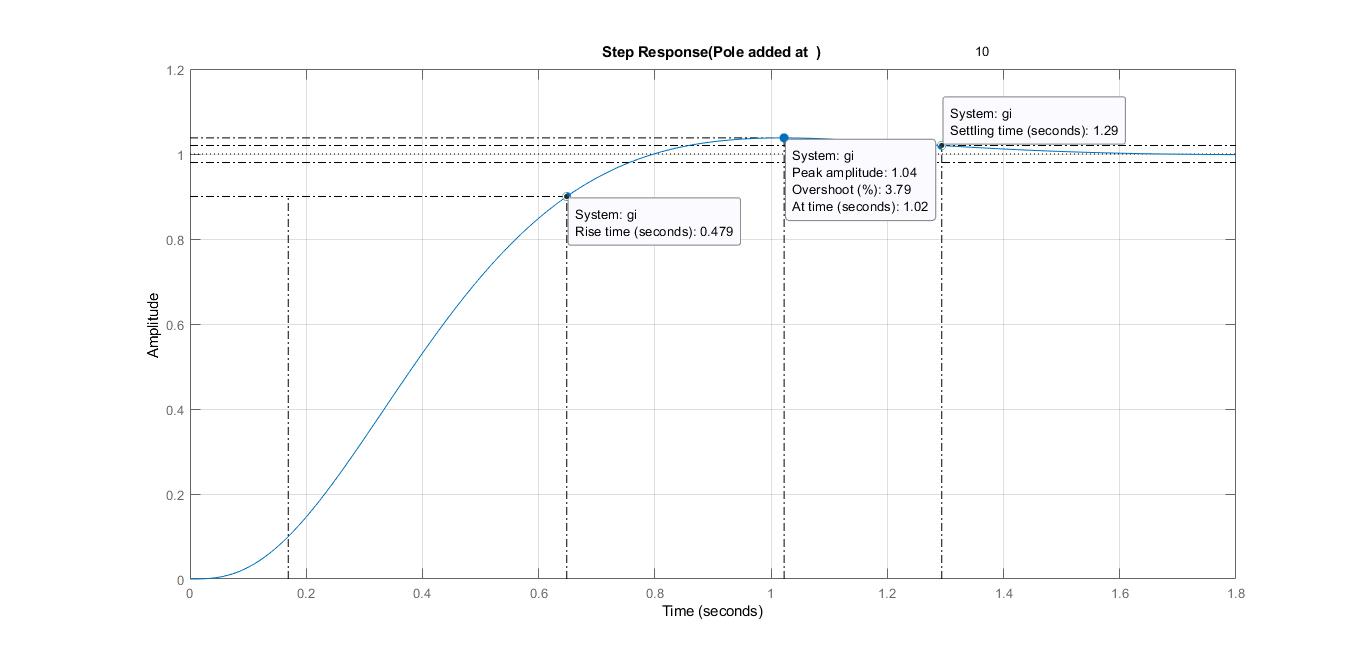 Step Response(Pole added at  )
10
1.2
1
0.8
0.6
0.4
0.2
0
Amplitude
System: gi
Settling time (seconds): 1.29
System: gi
Peak amplitude: 1.04
Overshoot (%): 3.79
At time (seconds): 1.02
System: gi
Rise time (seconds): 0.479
0
0.2
0.4
0.6
0.8
1
1.2
1.4
1.6
1.8
Time (seconds)